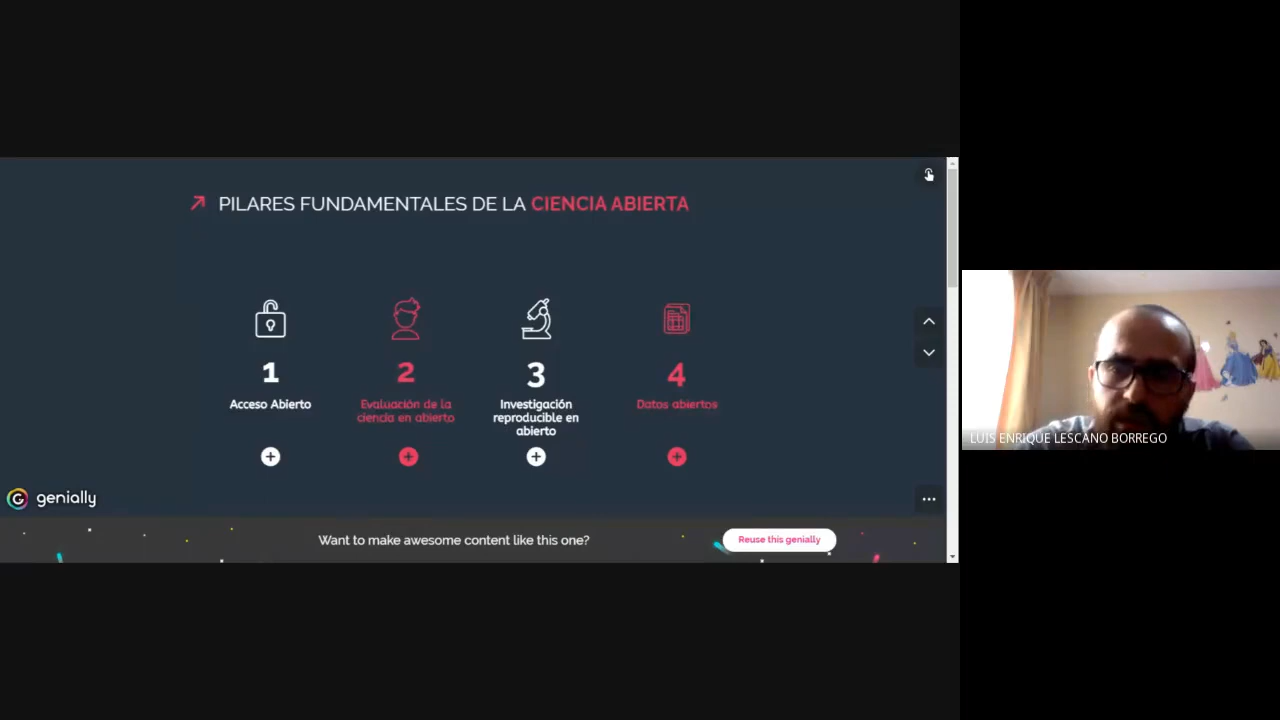 PILARES FUNDAMENTALES DE LA CIENCIA ABIERTA
1
Acceso Abierto
2
Evaluación de la
ciencia en abierto
3
Investigación
reproducible en
abierto
4
Datos abiertos
genially
Want to make awesome content like this one?
Reuse this genially
LUIS ENRIQUE LESCANO BORREGO